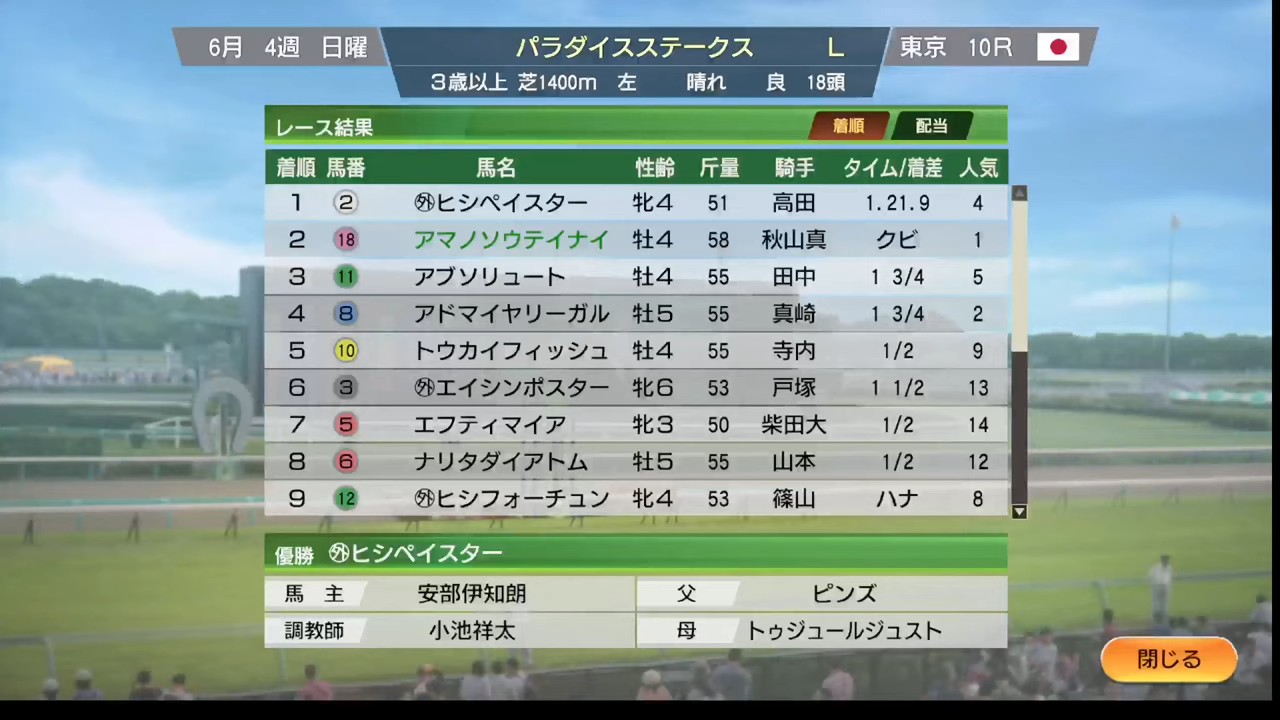 6月 4週 日曜 パラダイスステークス L 東京 10R
3歳以上 芝1400m 左 晴れ 良 18頭
レース結果 着順 配当
着順 馬番 馬名 性齢 斤量 騎手 タイム/着差 人気
1 2 外ヒシペイスター 牝4 51 高田 1.21.9 4
2 18 アマノソウテイナイ 牡4 58 秋山真 クビ 1
3 11 アブソリュート 牡4 55 田中 1 3/4 5
4 8 アドマイヤリーガル 牡5 55 真崎 1 3/4 2
5 10 トウカイフィッシュ 牡4 55 寺内 1/2 9
6 3 外エイシンポスター 牝6 53 戸塚 1 1/2 13
7 5 エフティマイア 牝3 50 柴田大 1/2 14
8 6 ナリタダイアトム 牡5 55 山本 1/2 12
9 12 外ヒシフォーチュン 牝4 53 篠山 ハナ 8
優勝 外ヒシペイスター
馬主 安部伊知朗 父 ピンズ
調教師 小池祥太 母 トゥジュールジュスト
閉じる